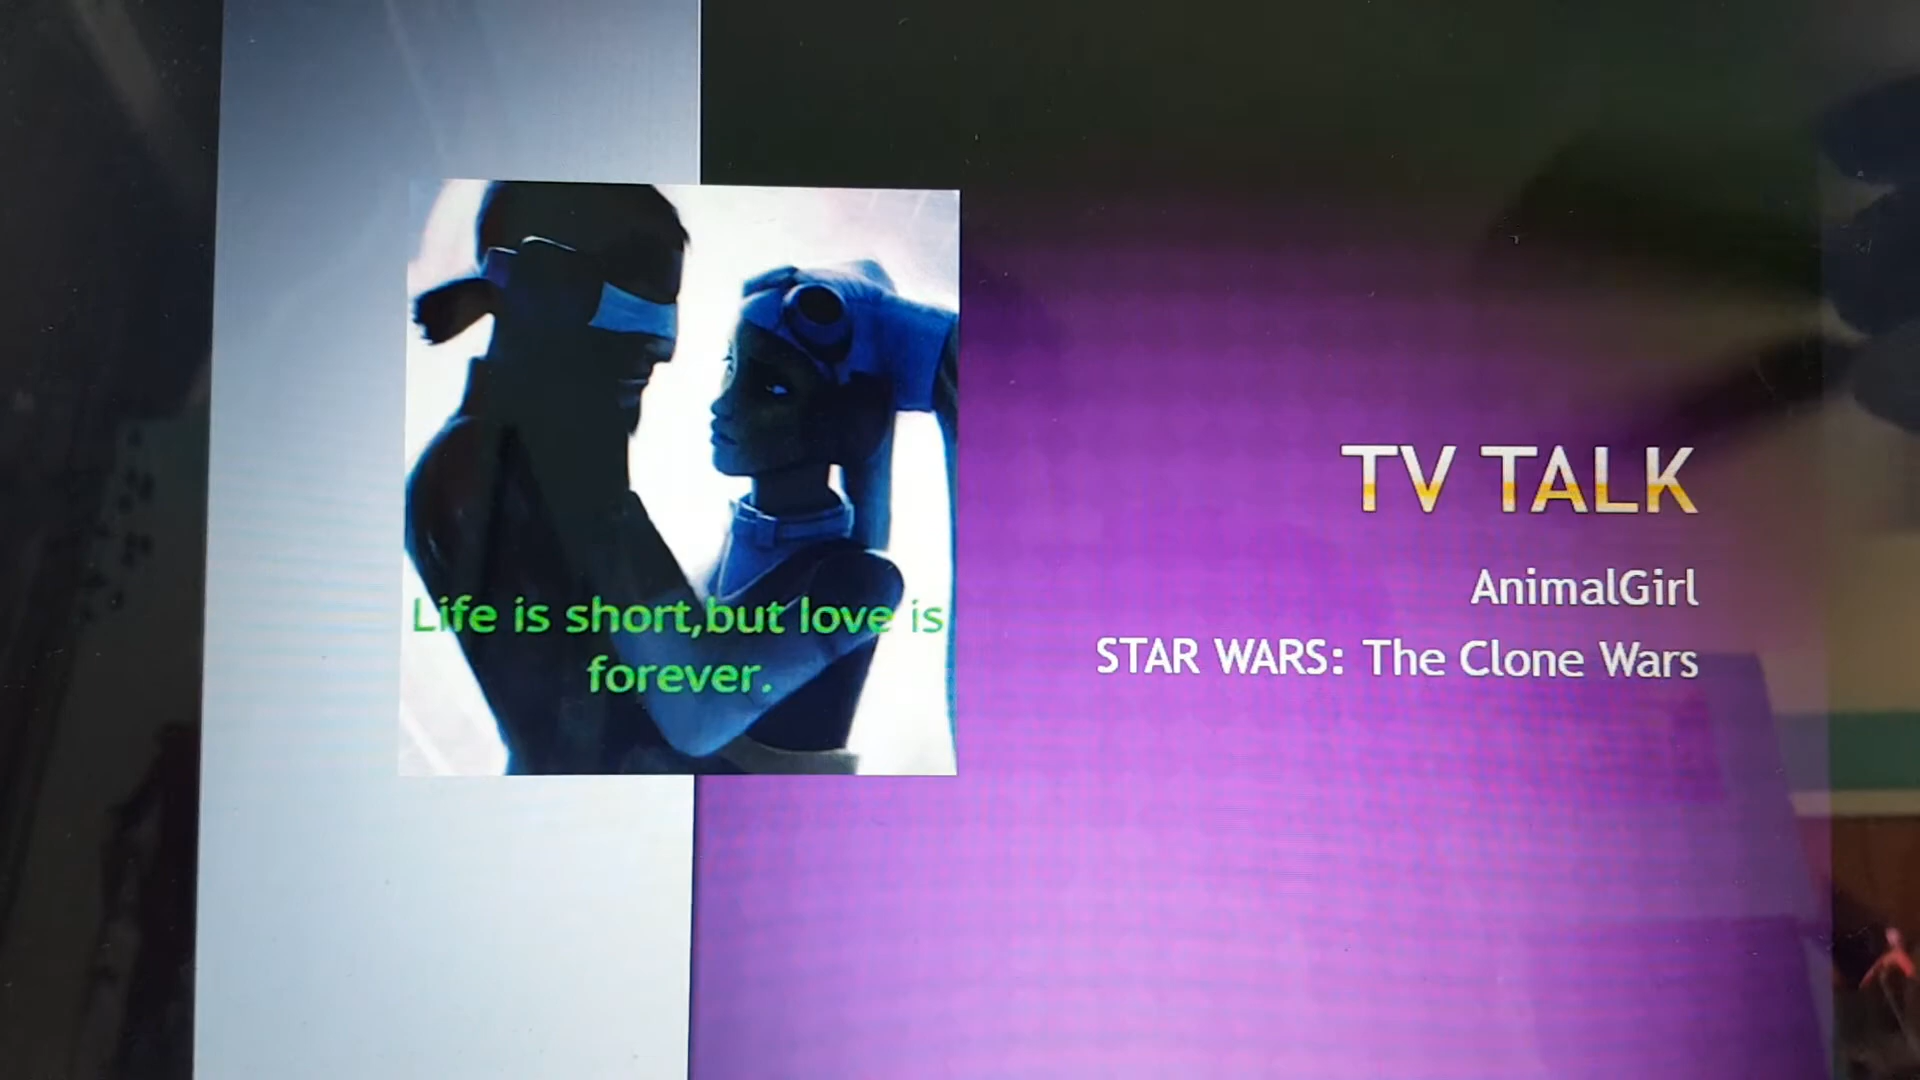 Life is short,but love is
forever.
TV TALK
AnimalGirl
STAR WARS: The Clone Wars